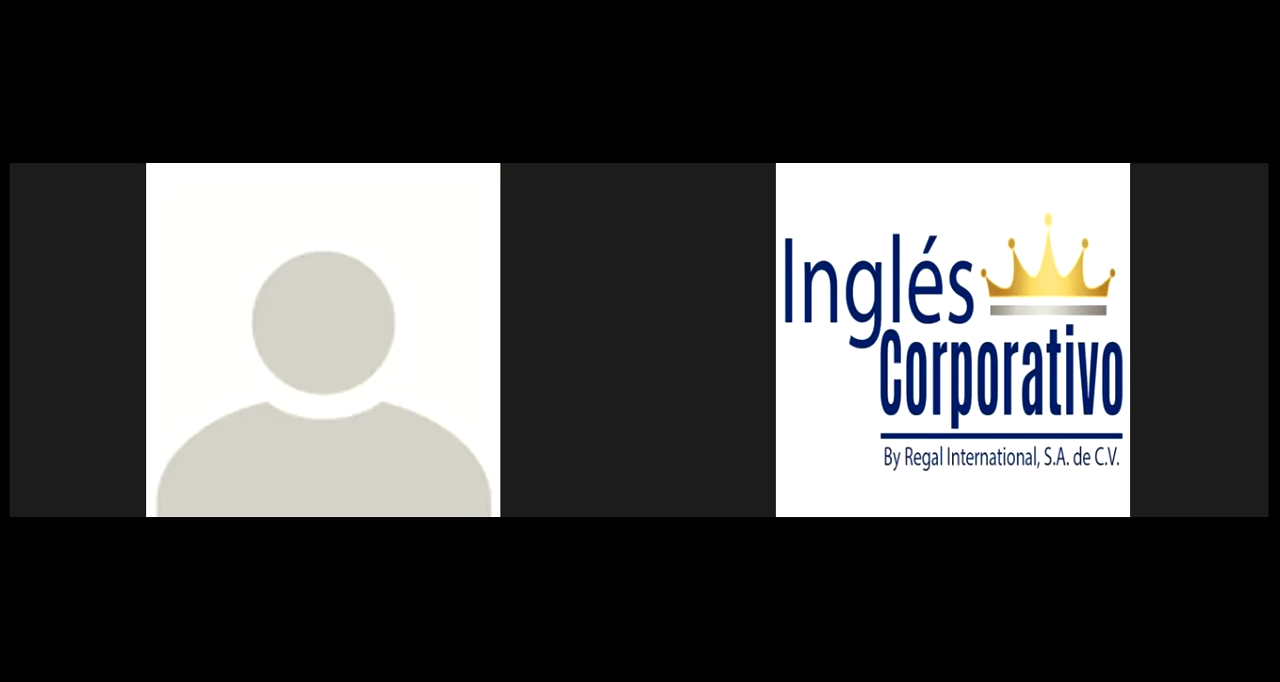 Inglés
Corporativo
By Regal International, S.A. de C.V.